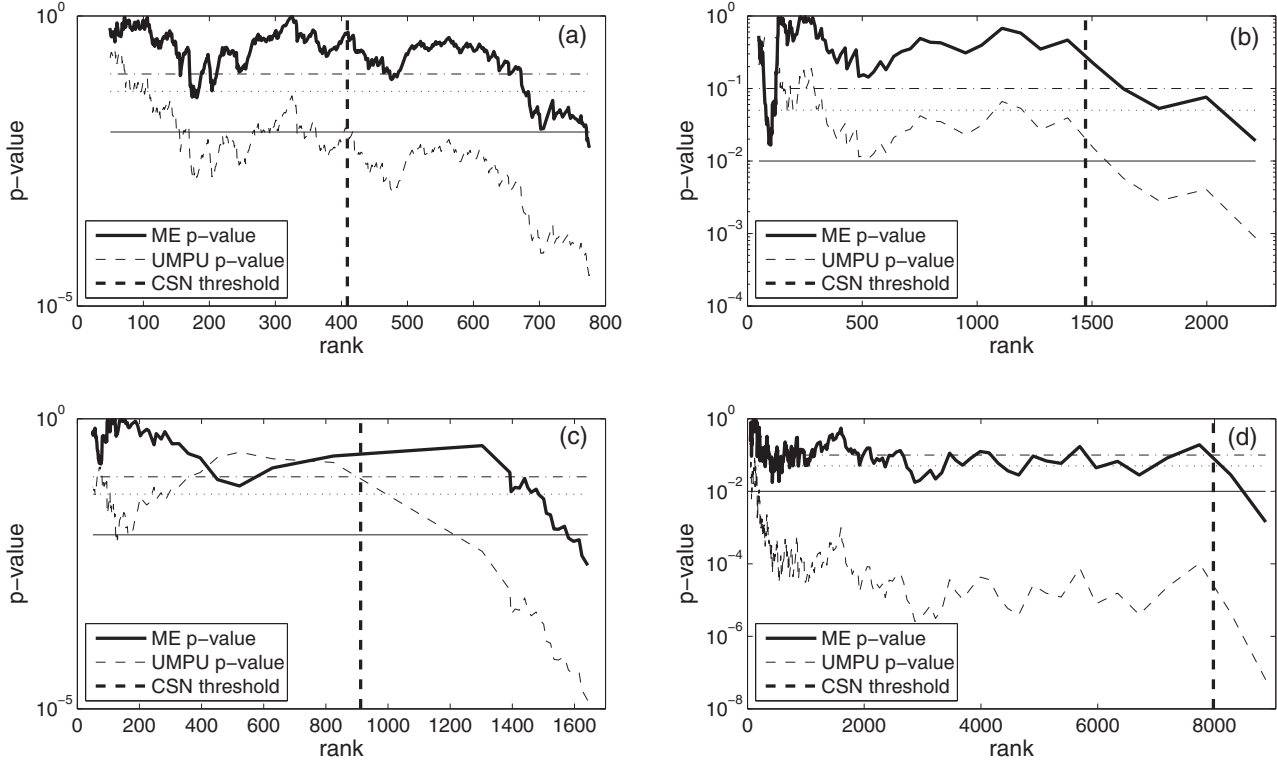 (a)
10^0
10^-5
p-value
ME p-value
UMPU p-value
CSN threshold
0 100 200 300 400 500 600 700 800
rank
(b)
10^0
10^-1
10^-2
10^-3
10^-4
p-value
ME p-value
UMPU p-value
CSN threshold
0 500 1000 1500 2000
rank
(c)
10^0
10^-5
p-value
ME p-value
UMPU p-value
CSN threshold
0 200 400 600 800 1000 1200 1400 1600
rank
(d)
10^0
10^-2
10^-4
10^-6
10^-8
p-value
ME p-value
UMPU p-value
CSN threshold
0 2000 4000 6000 8000
rank